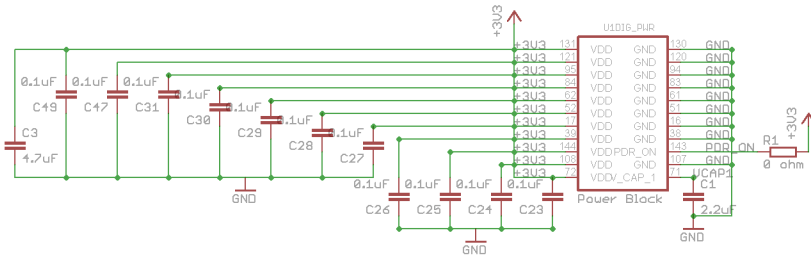 +3V3
U1DIG_PWR
+3V3 131 VDD GND 130 GND
+3V3 121 VDD GND 120 GND
+3V3 95 VDD GND 94 GND
+3V3 84 VDD GND 83 GND
+3V3 62 VDD GND 61 GND
+3V3 52 VDD GND 51 GND
+3V3 17 VDD GND 16 GND
+3V3 39 VDD GND 38 GND
+3V3 144 VDD PDR_ON 143 PDR_ON
+3V3 108 VDD GND 107 GND
+3V3 72 VDD V_CAP_1 71 VCAP1
Power Block
R1
0 ohm
+3V3
0.1uF
C49
0.1uF
C47
0.1uF
C31
0.1uF
C30
0.1uF
C29
0.1uF
C28
0.1uF
C27
C3
4.7uF
GND
0.1uF
C26
0.1uF
C25
0.1uF
C24
0.1uF
C23
GND
C1
2.2uF
GND